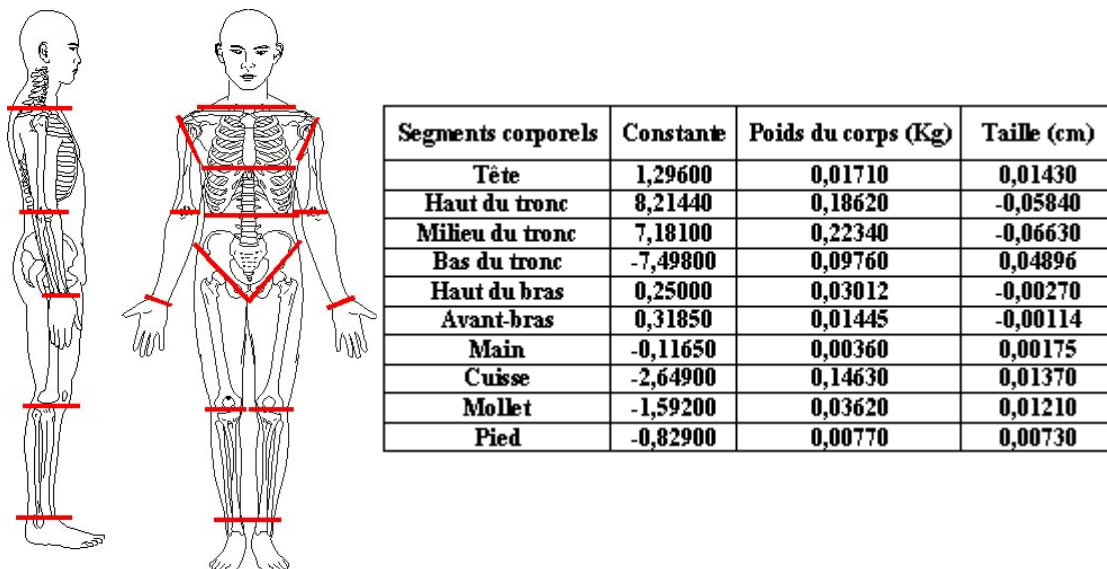 Segments corporels Constante Poids du corps (Kg) Taille (cm)
Tête 1,29600 0,01710 0,01430
Haut du tronc 8,21440 0,18620 -0,05840
Milieu du tronc 7,18100 0,22340 -0,06630
Bas du tronc -7,49800 0,09760 0,04896
Haut du bras 0,25000 0,03012 -0,00270
Avant-bras 0,31850 0,01445 -0,00114
Main -0,11650 0,00360 0,00175
Cuisse -2,64900 0,14630 0,01370
Mollet -1,59200 0,03620 0,01210
Pied -0,82900 0,00770 0,00730